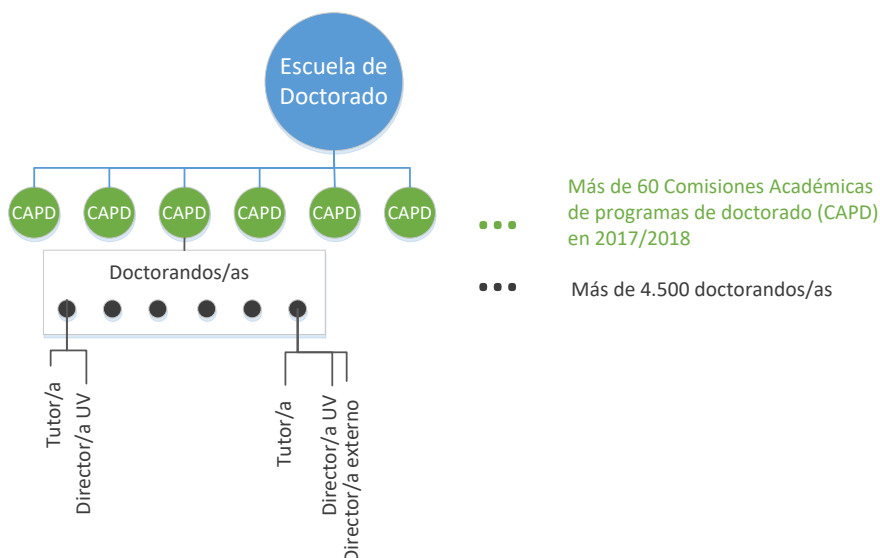 Escuela de
Doctorado
CAPD
CAPD
CAPD
CAPD
CAPD
CAPD
Más de 60 Comisiones Académicas
de programas de doctorado (CAPD)
en 2017/2018
Doctorandos/as
Más de 4.500 doctorandos/as
Tutor/a
Director/a UV
Tutor/a
Director/a UV
Director/a externo